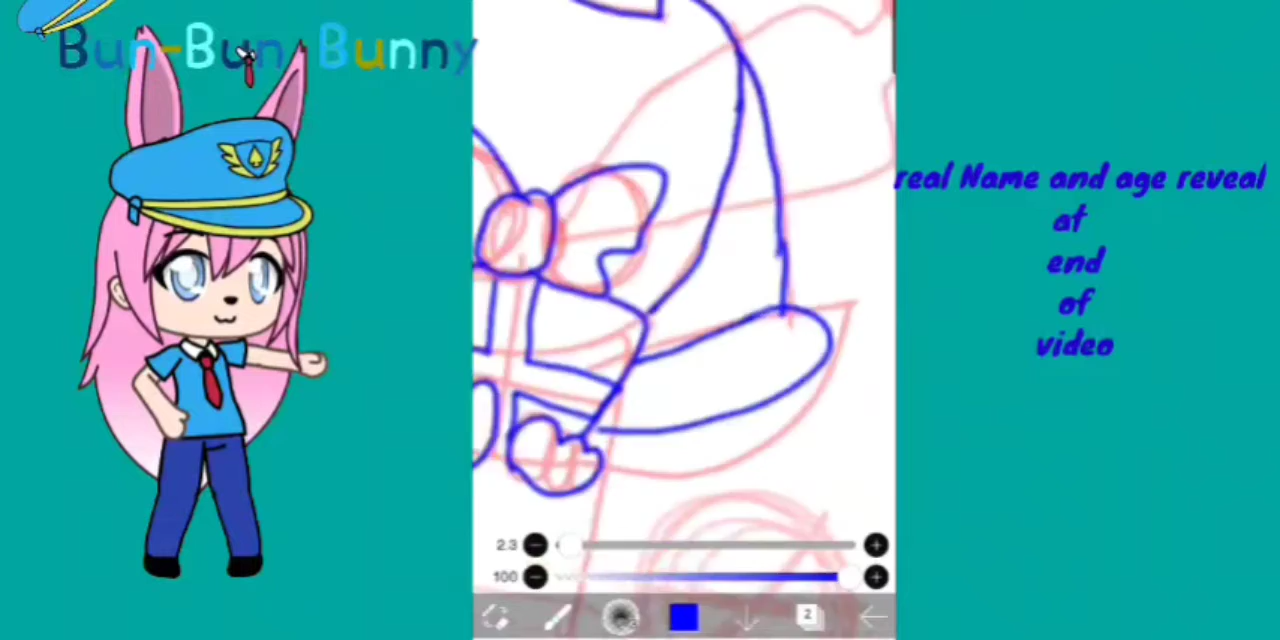 Bun-Bun Bunny
real Name and age reveal
at
end
of
video
2.3
100
2